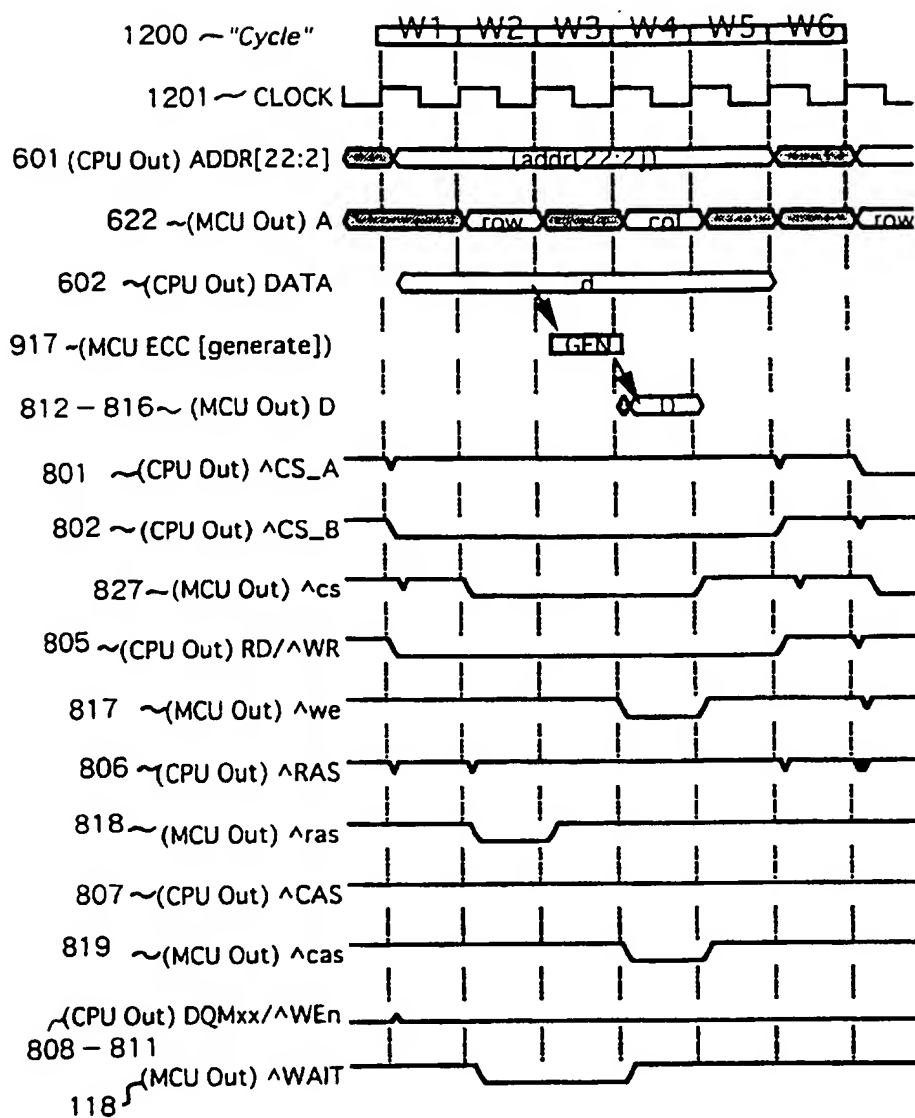 1200 ~ "Cycle" W1 W2 W3 W4 W5 W6
1201 ~ CLOCK
601 (CPU Out) ADDR[22:2] [addr[22:2]]
622 ~(MCU Out) A row col row
602 ~(CPU Out) DATA d
917 ~(MCU ECC [generate]) GEN
812 – 816 ~ (MCU Out) D D
801 ~(CPU Out) ^CS_A
802 ~(CPU Out) ^CS_B
827 ~(MCU Out) ^cs
805 ~(CPU Out) RD/^WR
817 ~(MCU Out) ^we
806 ~(CPU Out) ^RAS
818 ~(MCU Out) ^ras
807 ~(CPU Out) ^CAS
819 ~(MCU Out) ^cas
(CPU Out) DQMxx/^WEn
808 – 811
(MCU Out) ^WAIT
118